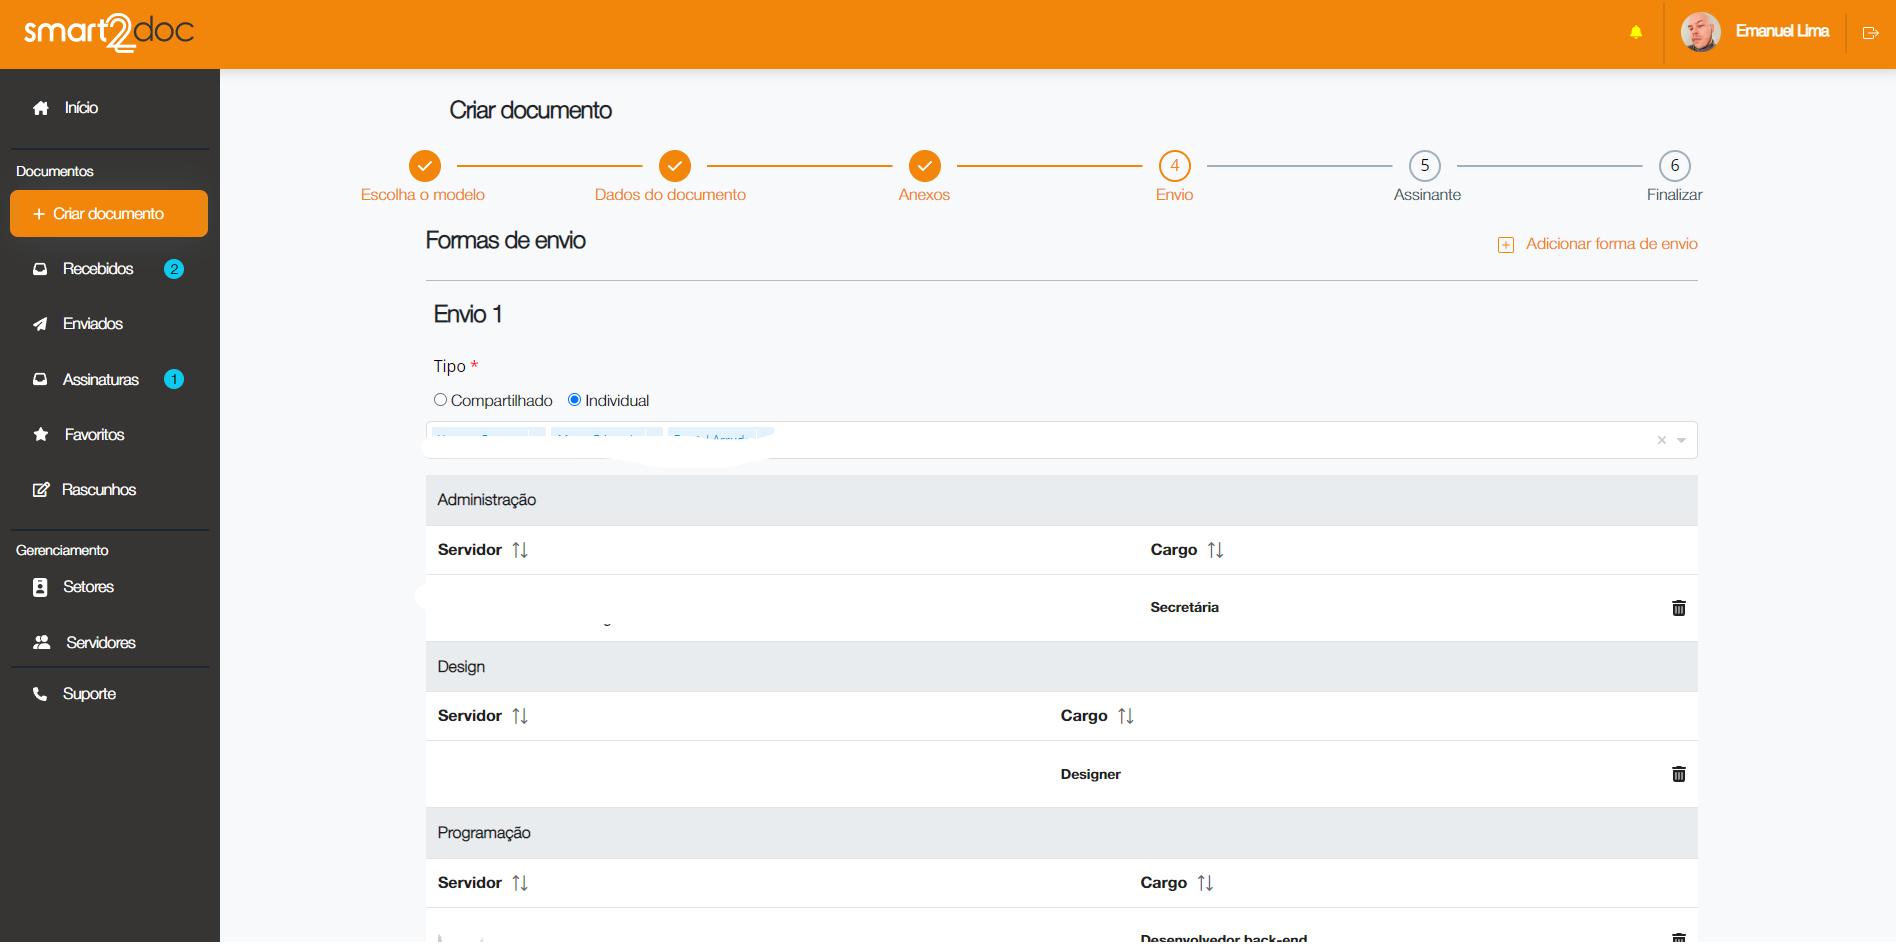 smart2doc
Emanuel Lima
Início
Documentos
+ Criar documento
Recebidos 2
Enviados
Assinaturas 1
Favoritos
Rascunhos
Gerenciamento
Setores
Servidores
Suporte
Criar documento
4 5 6
Escolha o modelo Dados do documento Anexos Envio Assinante Finalizar
Formas de envio
Adicionar forma de envio
Envio 1
Tipo *
Compartilhado Individual
Administração
Servidor Cargo
Secretária
Design
Servidor Cargo
Designer
Programação
Servidor Cargo
Desenvolvedor back-end